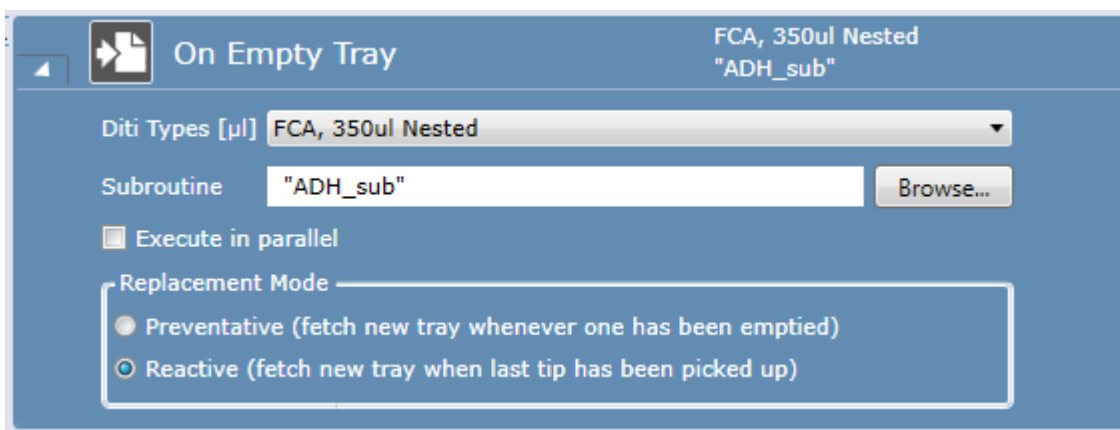 On Empty Tray
FCA, 350ul Nested
"ADH_sub"
Diti Types [µl] FCA, 350ul Nested
Subroutine "ADH_sub" Browse...
Execute in parallel
Replacement Mode
Preventative (fetch new tray whenever one has been emptied)
Reactive (fetch new tray when last tip has been picked up)